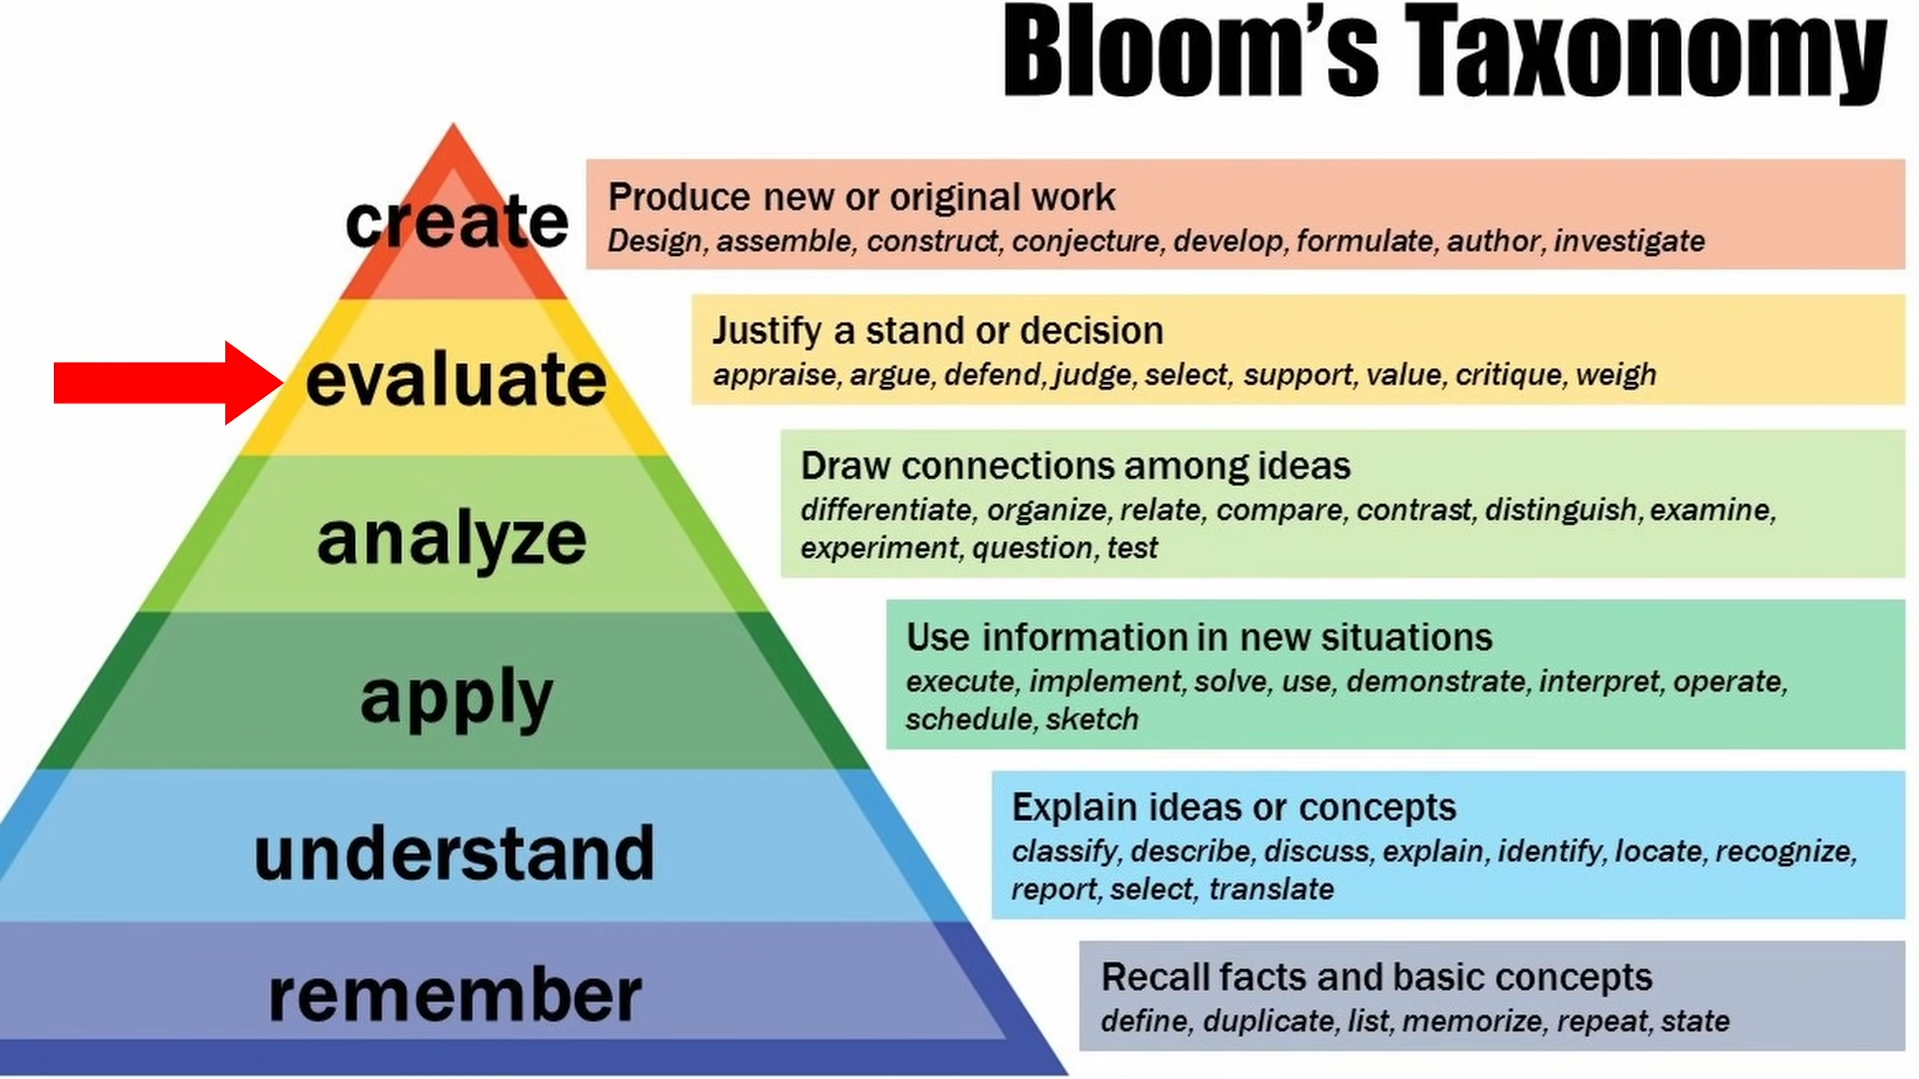 Bloom's Taxonomy
create
Produce new or original work
Design, assemble, construct, conjecture, develop, formulate, author, investigate
evaluate
Justify a stand or decision
appraise, argue, defend, judge, select, support, value, critique, weigh
analyze
Draw connections among ideas
differentiate, organize, relate, compare, contrast, distinguish, examine,
experiment, question, test
apply
Use information in new situations
execute, implement, solve, use, demonstrate, interpret, operate,
schedule, sketch
understand
Explain ideas or concepts
classify, describe, discuss, explain, identify, locate, recognize,
report, select, translate
remember
Recall facts and basic concepts
define, duplicate, list, memorize, repeat, state